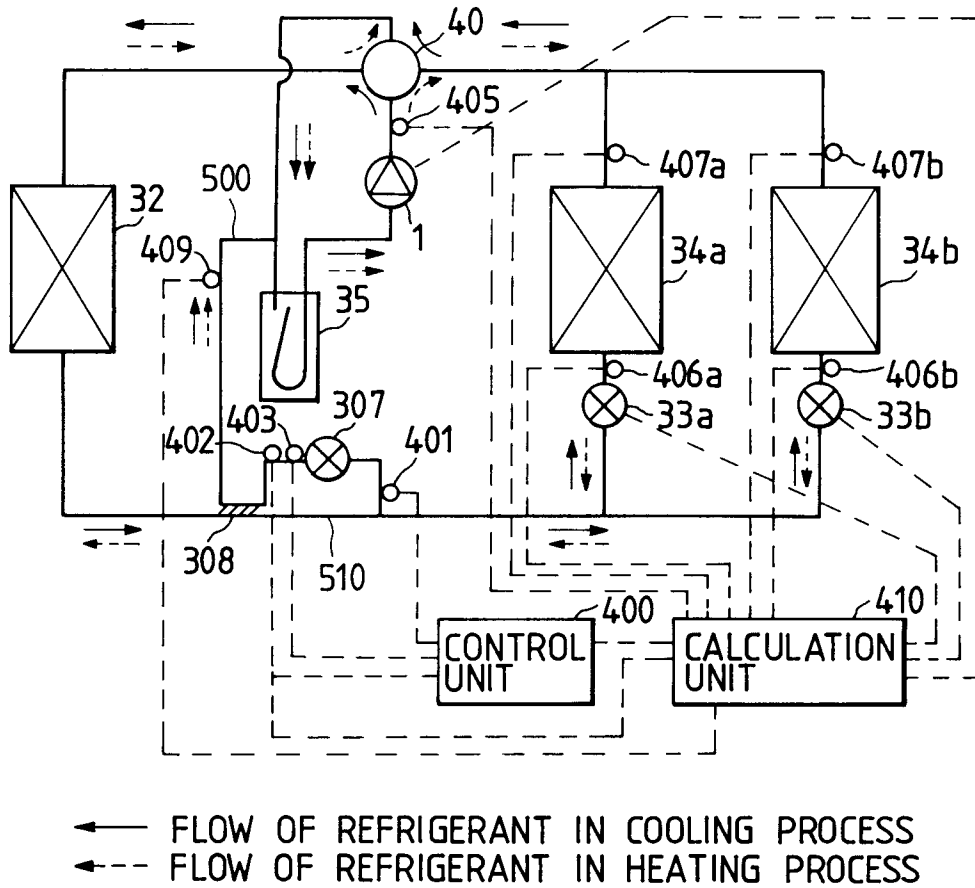 40
405
407a
407b
500
32
1
409
34a
34b
35
406a
406b
403
307
33a
33b
402
401
308
510
400
410
CONTROL
UNIT
CALCULATION
UNIT
FLOW OF REFRIGERANT IN COOLING PROCESS
FLOW OF REFRIGERANT IN HEATING PROCESS